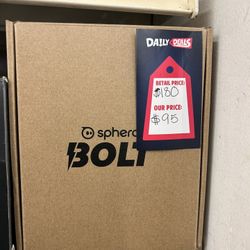 DAILY DEALS
RETAIL PRICE:
$180
OUR PRICE:
$95
sphero
BOLT